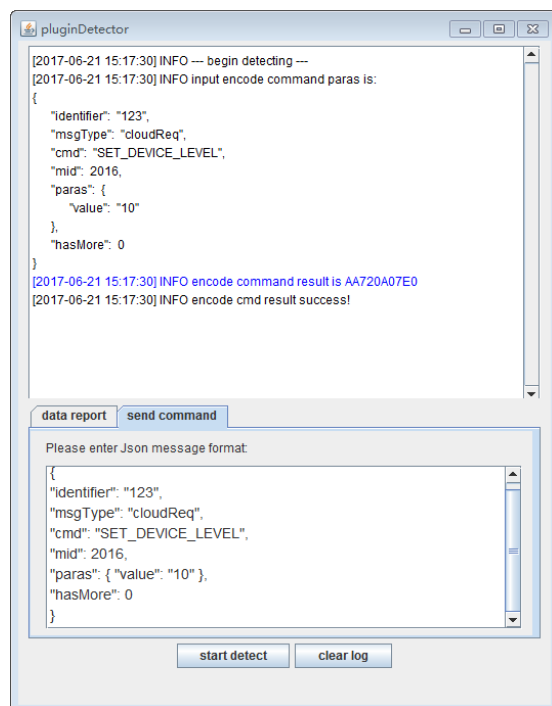 pluginDetector
[2017-06-21 15:17:30] INFO --- begin detecting ---
[2017-06-21 15:17:30] INFO input encode command paras is:
{
"identifier": "123",
"msgType": "cloudReq",
"cmd": "SET_DEVICE_LEVEL",
"mid": 2016,
"paras": {
"value": "10"
},
"hasMore": 0
}
[2017-06-21 15:17:30] INFO encode command result is AA720A07E0
[2017-06-21 15:17:30] INFO encode cmd result success!
data report send command
Please enter Json message format:
{
"identifier": "123",
"msgType": "cloudReq",
"cmd": "SET_DEVICE_LEVEL",
"mid": 2016,
"paras": { "value": "10" },
"hasMore": 0
}
start detect clear log